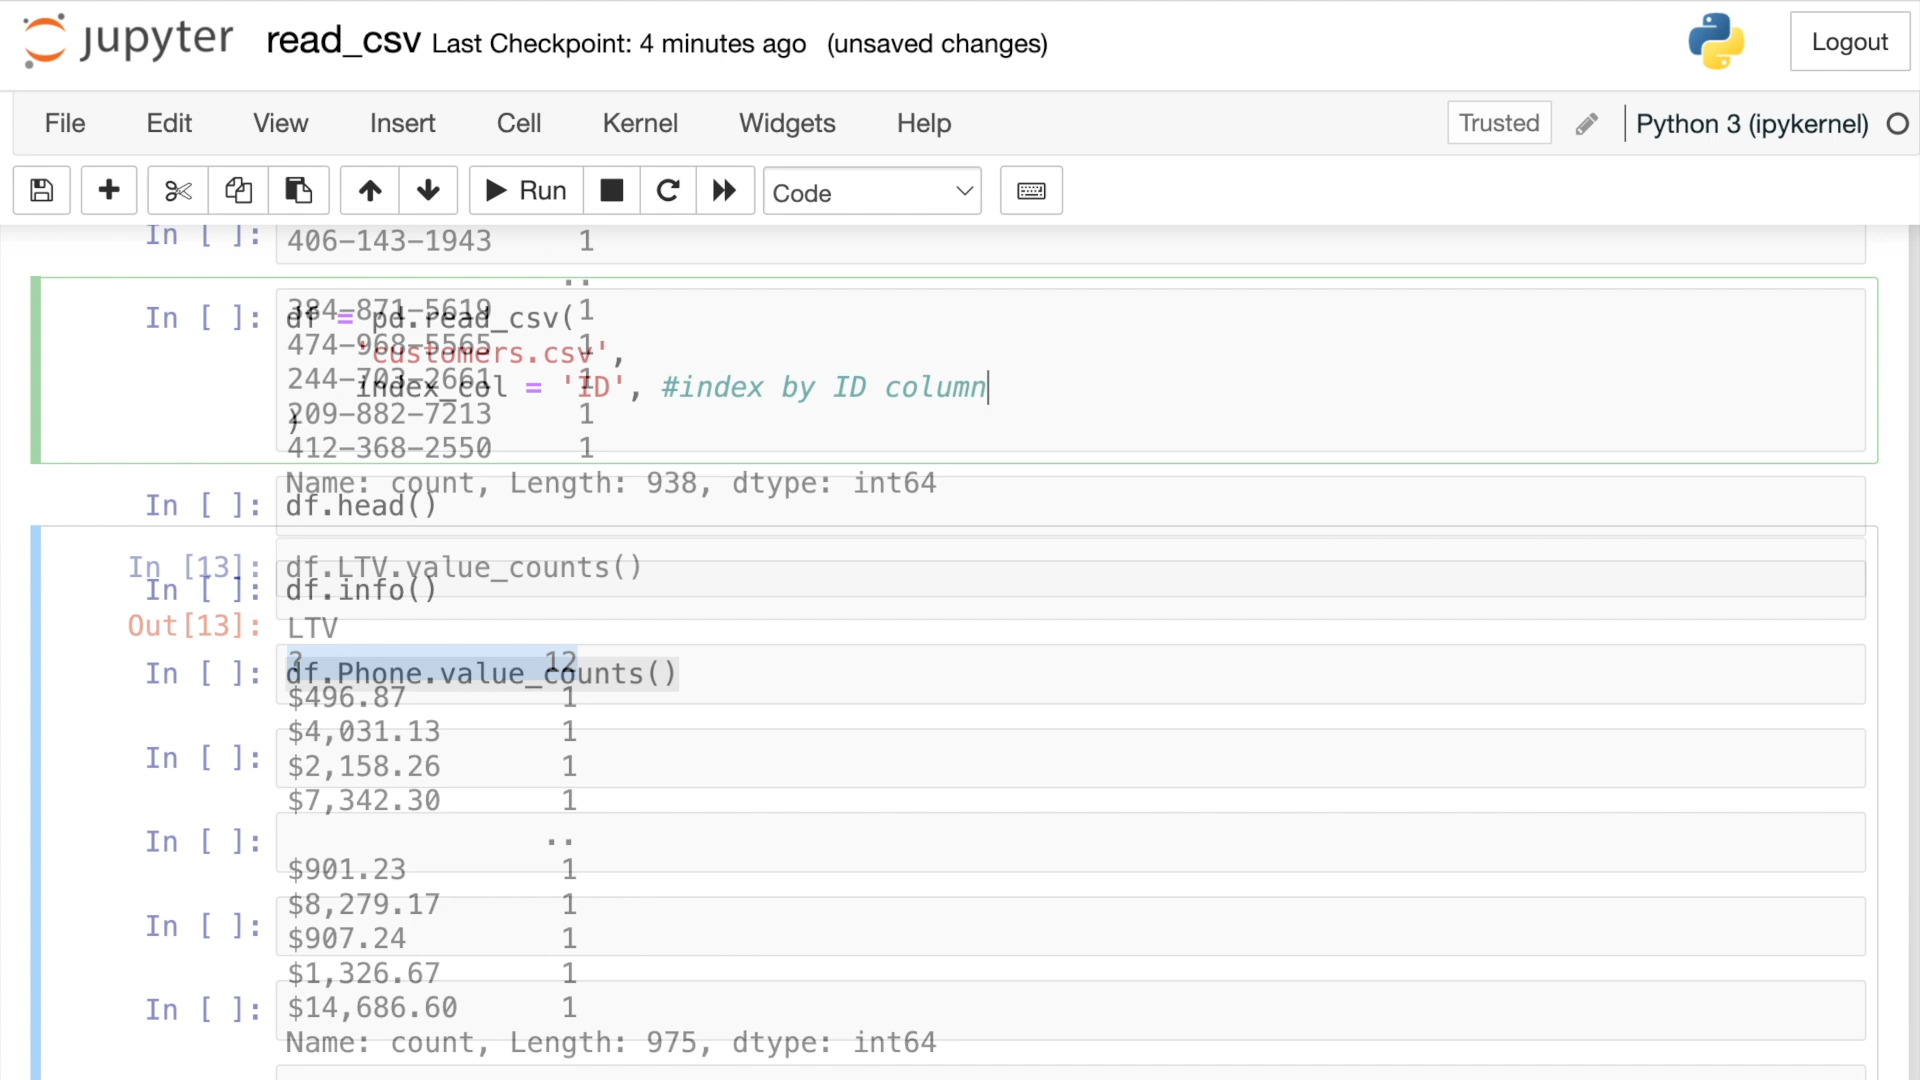 jupyter read_csv Last Checkpoint: 4 minutes ago (unsaved changes) Logout
File Edit View Insert Cell Kernel Widgets Help Trusted Python 3 (ipykernel)
Run Code
In [ ]: 406-143-1943 1
..
384-871-5619 1
In [ ]: df = pd.read_csv(
474-968-5565 1
'customers.csv',
244-703-2661 1
index_col = 'ID', #index by ID column
209-882-7213 1
)
412-368-2550 1
Name: count, Length: 938, dtype: int64
In [ ]: df.head()
In [13]: df.LTV.value_counts()
In [ ]: df.info()
Out[13]: LTV
? 12
In [ ]: df.Phone.value_counts()
$496.87 1
$4,031.13 1
In [ ]:
$2,158.26 1
$7,342.30 1
In [ ]: ..
$901.23 1
$8,279.17 1
In [ ]:
$907.24 1
$1,326.67 1
In [ ]: $14,686.60 1
Name: count, Length: 975, dtype: int64